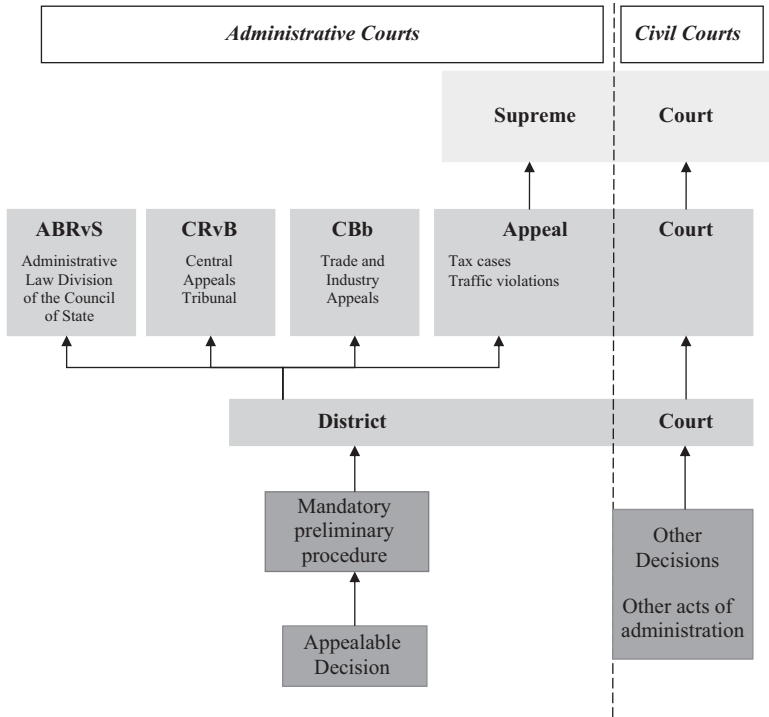 Administrative Courts
Civil Courts
Supreme Court
ABRvS
Administrative
Law Division
of the Council
of State
CRvB
Central
Appeals
Tribunal
CBb
Trade and
Industry
Appeals
Appeal Court
Tax cases
Traffic violations
District Court
Mandatory
preliminary
procedure
Appealable
Decision
Other
Decisions
Other acts of
administration